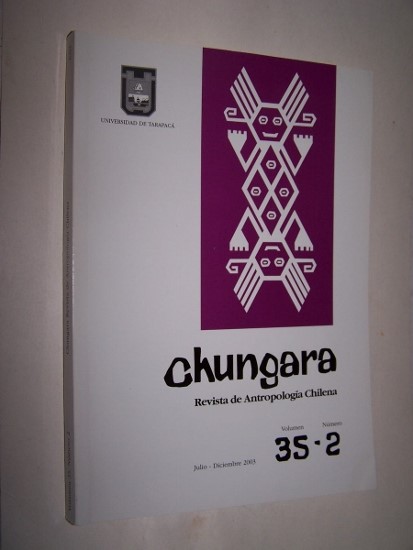 UNIVERSIDAD DE TARAPACÁ
Chungara
Revista de Antropología Chilena
Volumen Número
35-2
Julio - Diciembre 2003